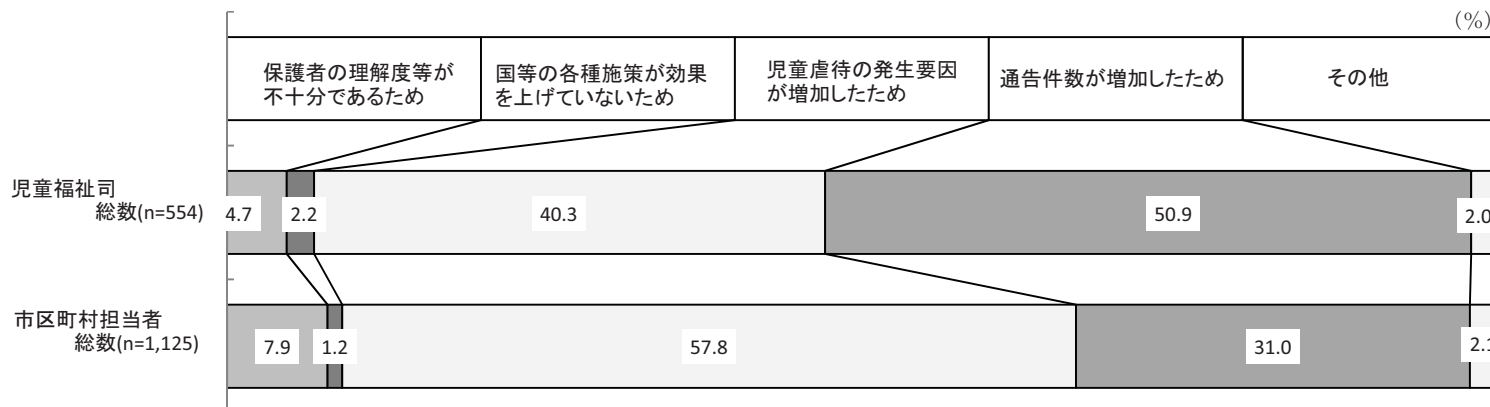 (%)
保護者の理解度等が
不十分であるため
国等の各種施策が効果
を上げていないため
児童虐待の発生要因
が増加したため
通告件数が増加したため
その他
児童福祉司
総数(n=554)
4.7
2.2
40.3
50.9
2.0
市区町村担当者
総数(n=1,125)
7.9
1.2
57.8
31.0
2.1